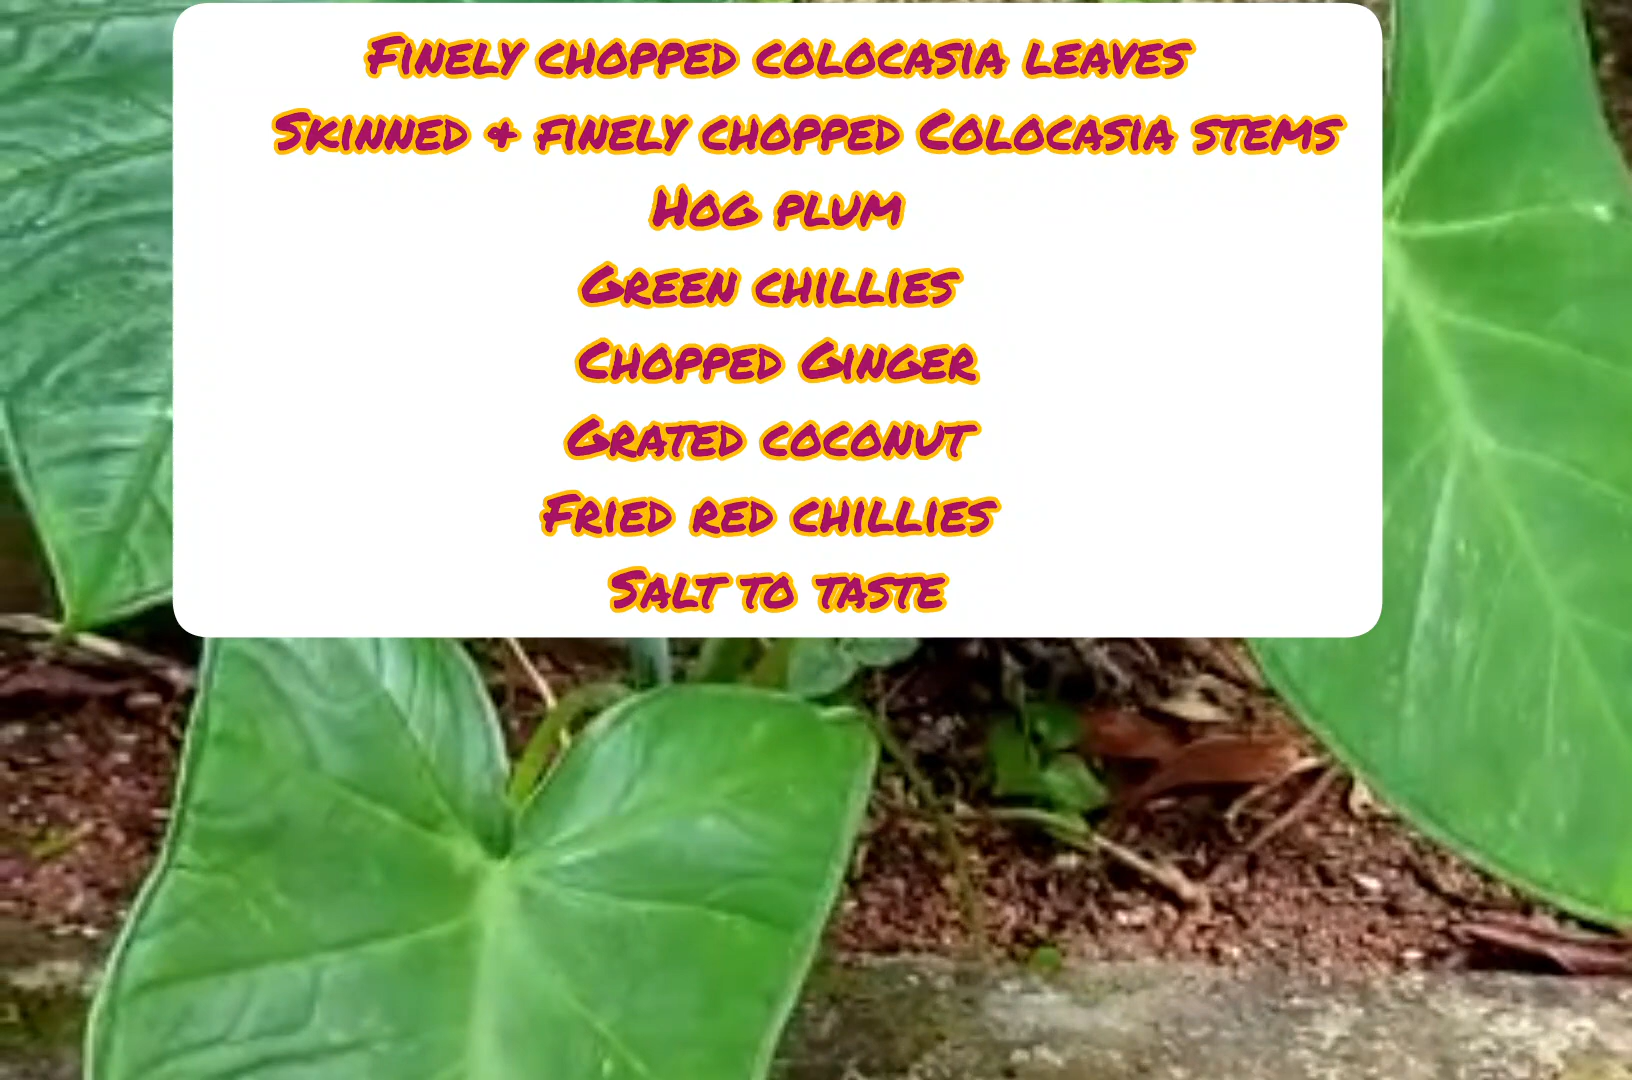 Finely chopped colocasia leaves
Skinned & finely chopped Colocasia stems
Hog plum
Green chillies
Chopped Ginger
Grated coconut
Fried red chillies
Salt to taste